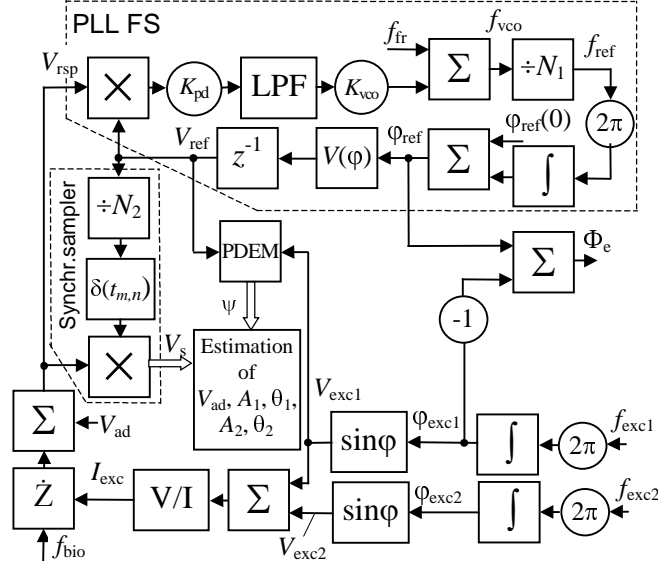 PLL FS
f_fr
f_vco
f_ref
V_rsp
×
K_pd
LPF
K_vco
Σ
÷N_1
2π
V_ref
φ_ref
φ_ref(0)
z^-1
V(φ)
Σ
∫
Synchr.sampler
÷N_2
δ(t_m,n)
×
V_s
PDEM
ψ
Σ
Φ_e
-1
Estimation
of
V_ad, A_1, θ_1,
A_2, θ_2
V_exc1
φ_exc1
f_exc1
Σ
V_ad
sinφ
∫
2π
I_exc
Ż
V/I
Σ
V_exc2
sinφ
φ_exc2
∫
2π
f_exc2
f_bio